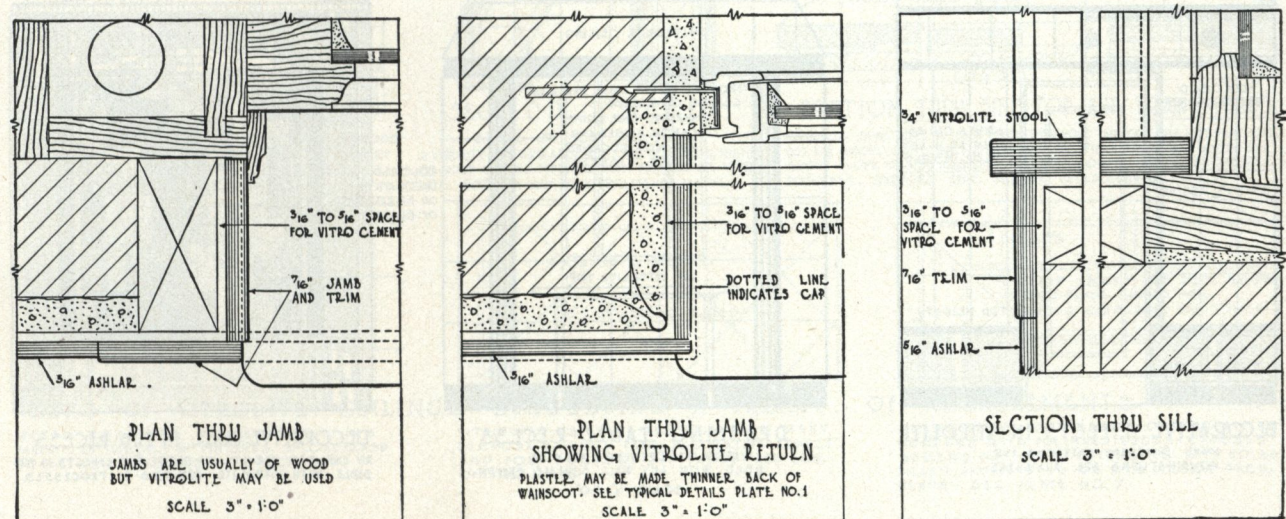 3/16" TO 5/16" SPACE
FOR VITRO CEMENT
7/16" JAMB
AND TRIM
5/16" ASHLAR
PLAN THRU JAMB
JAMBS ARE USUALLY OF WOOD
BUT VITROLITE MAY BE USED
SCALE 3" = 1'-0"
3/16" TO 5/16" SPACE
FOR VITRO CEMENT
DOTTED LINE
INDICATES CAP
5/16" ASHLAR
PLAN THRU JAMB
SHOWING VITROLITE RETURN
PLASTER MAY BE MADE THINNER BACK OF
WAINSCOT. SEE TYPICAL DETAILS PLATE NO.1
SCALE 3" = 1'-0"
3/4" VITROLITE STOOL
3/16" TO 5/16"
SPACE FOR
VITRO CEMENT
7/16" TRIM
5/16" ASHLAR
SECTION THRU SILL
SCALE 3" = 1'-0"